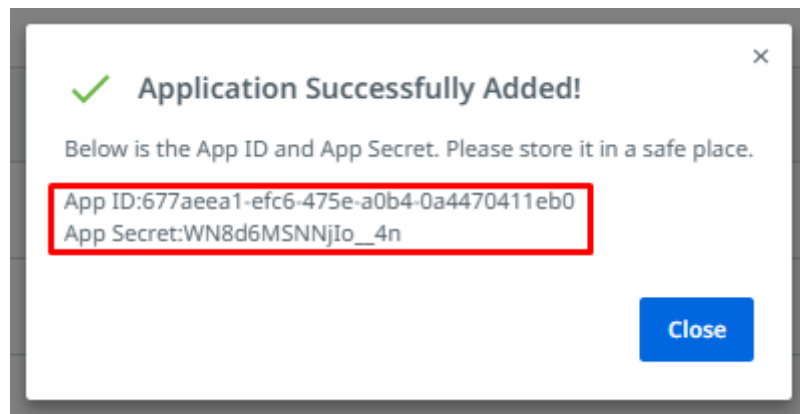 ×
Application Successfully Added!
Below is the App ID and App Secret. Please store it in a safe place.
App ID:677aeea1-efc6-475e-a0b4-0a4470411eb0
App Secret:WN8d6MSNNjIo__4n
Close